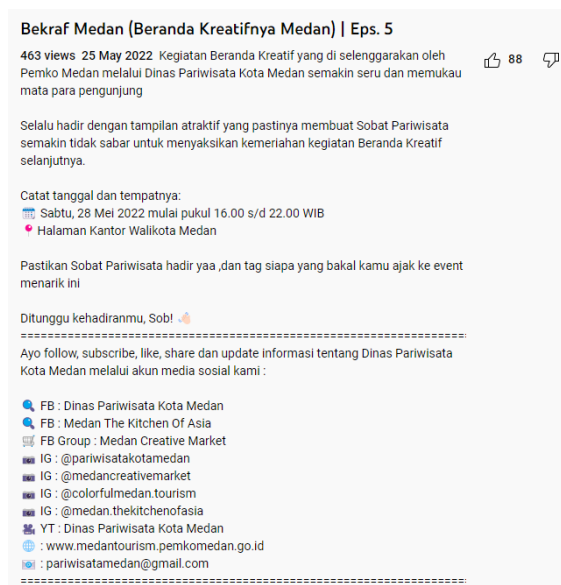 Bekraf Medan (Beranda Kreatifnya Medan) | Eps. 5
463 views 25 May 2022 Kegiatan Beranda Kreatif yang di selenggarakan oleh
Pemko Medan melalui Dinas Pariwisata Kota Medan semakin seru dan memukau
mata para pengunjung
88
Selalu hadir dengan tampilan atraktif yang pastinya membuat Sobat Pariwisata
semakin tidak sabar untuk menyaksikan kemeriahan kegiatan Beranda Kreatif
selanjutnya.
Catat tanggal dan tempatnya:
Sabtu, 28 Mei 2022 mulai pukul 16.00 s/d 22.00 WIB
Halaman Kantor Walikota Medan
Pastikan Sobat Pariwisata hadir yaa ,dan tag siapa yang bakal kamu ajak ke event
menarik ini
Ditunggu kehadiranmu, Sob!
====================================================================
Ayo follow, subscribe, like, share dan update informasi tentang Dinas Pariwisata
Kota Medan melalui akun media sosial kami :
FB : Dinas Pariwisata Kota Medan
FB : Medan The Kitchen Of Asia
FB Group : Medan Creative Market
IG : @pariwisatakotamedan
IG : @medancreativemarket
IG : @colorfulmedan.tourism
IG : @medan.thekitchenofasia
YT : Dinas Pariwisata Kota Medan
: www.medantourism.pemkomedan.go.id
: pariwisatamedan@gmail.com
====================================================================